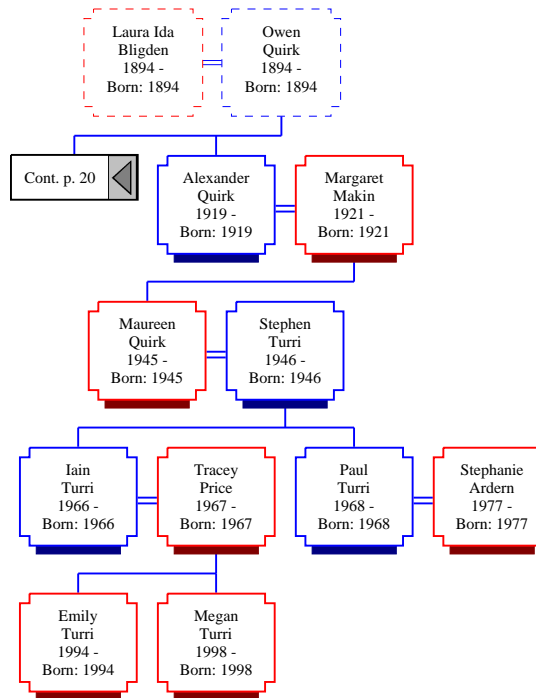 Laura Ida
Bligden
1894 -
Born: 1894
Owen
Quirk
1894 -
Born: 1894
Cont. p. 20
Alexander
Quirk
1919 -
Born: 1919
Margaret
Makin
1921 -
Born: 1921
Maureen
Quirk
1945 -
Born: 1945
Stephen
Turri
1946 -
Born: 1946
Iain
Turri
1966 -
Born: 1966
Tracey
Price
1967 -
Born: 1967
Paul
Turri
1968 -
Born: 1968
Stephanie
Ardern
1977 -
Born: 1977
Emily
Turri
1994 -
Born: 1994
Megan
Turri
1998 -
Born: 1998